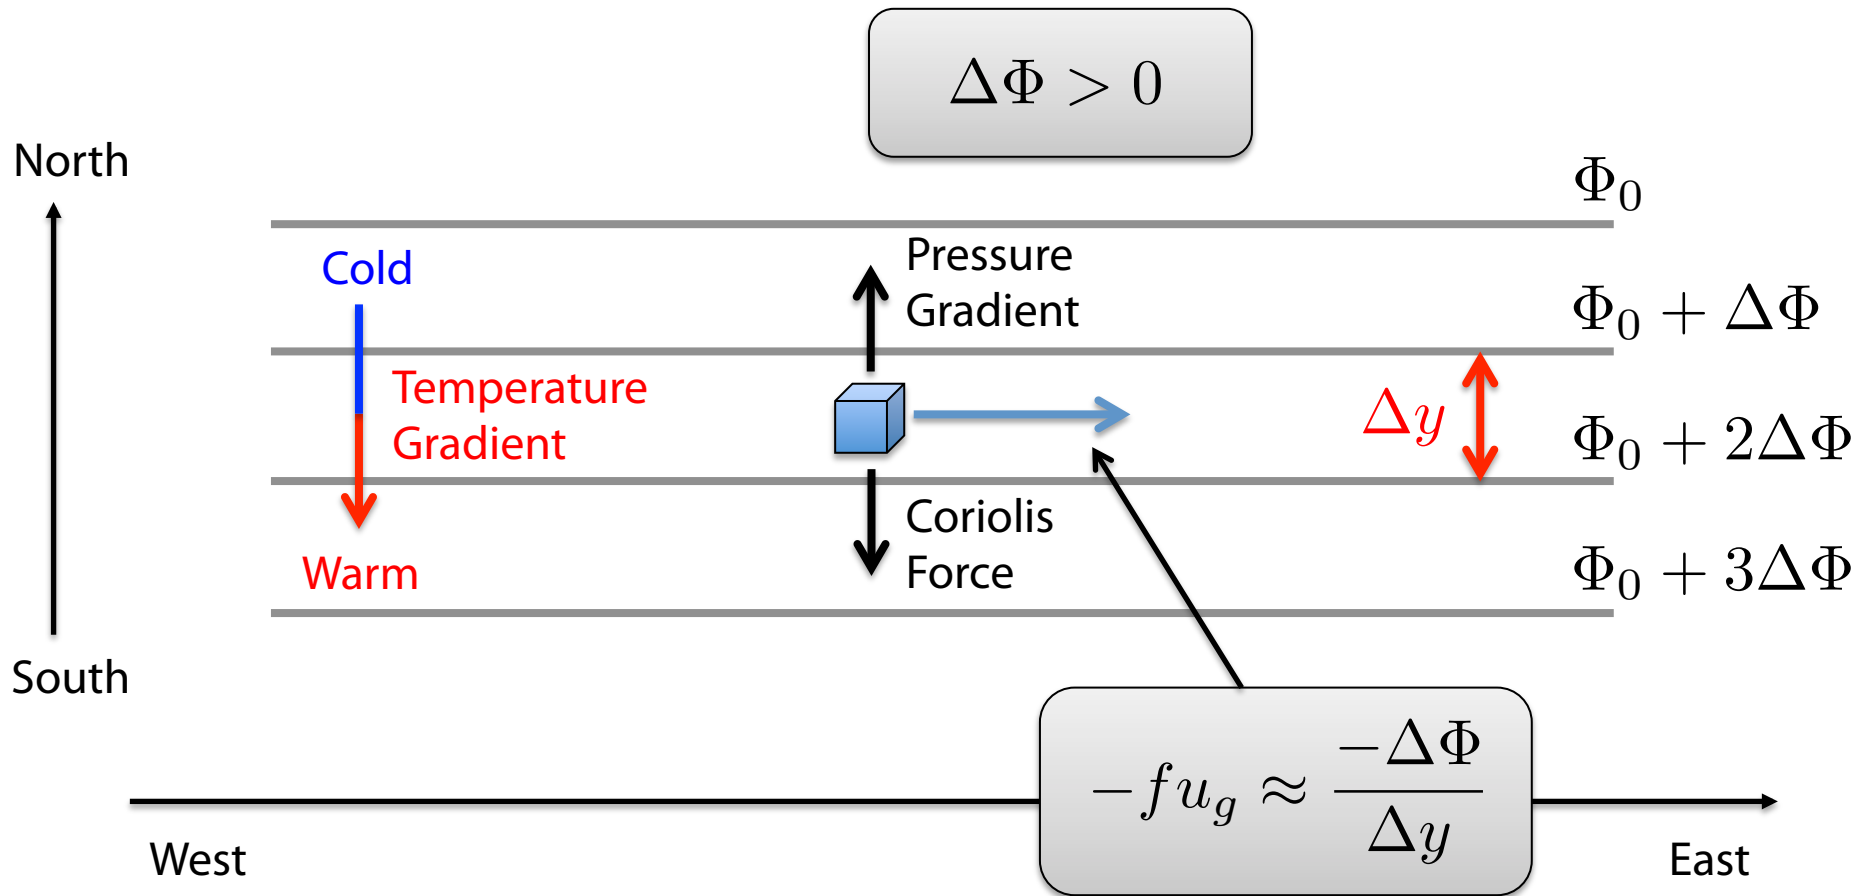 ΔΦ > 0
North
Φ₀
Cold
Pressure
Gradient
Φ₀ + ΔΦ
Temperature
Gradient
Δy
Φ₀ + 2ΔΦ
Coriolis
Force
Warm
Φ₀ + 3ΔΦ
South
−fu_g ≈ −ΔΦ / Δy
West
East